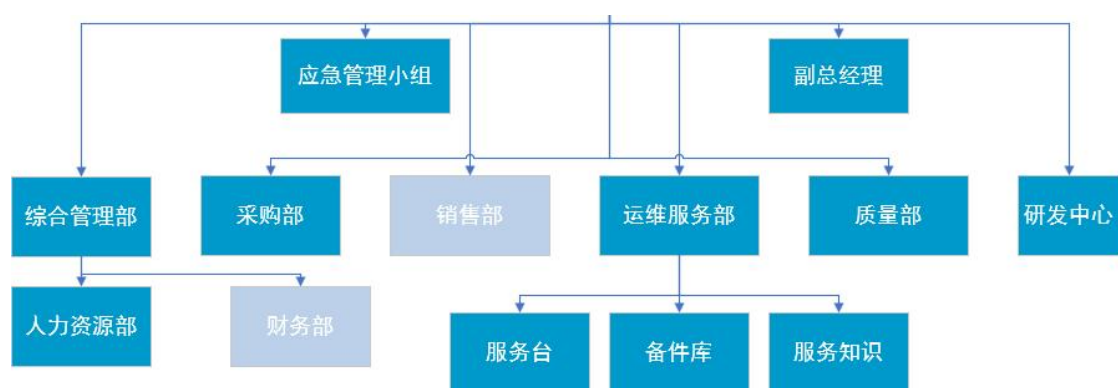 应急管理小组
副总经理
综合管理部
采购部
销售部
运维服务部
质量部
研发中心
人力资源部
财务部
服务台
备件库
服务知识